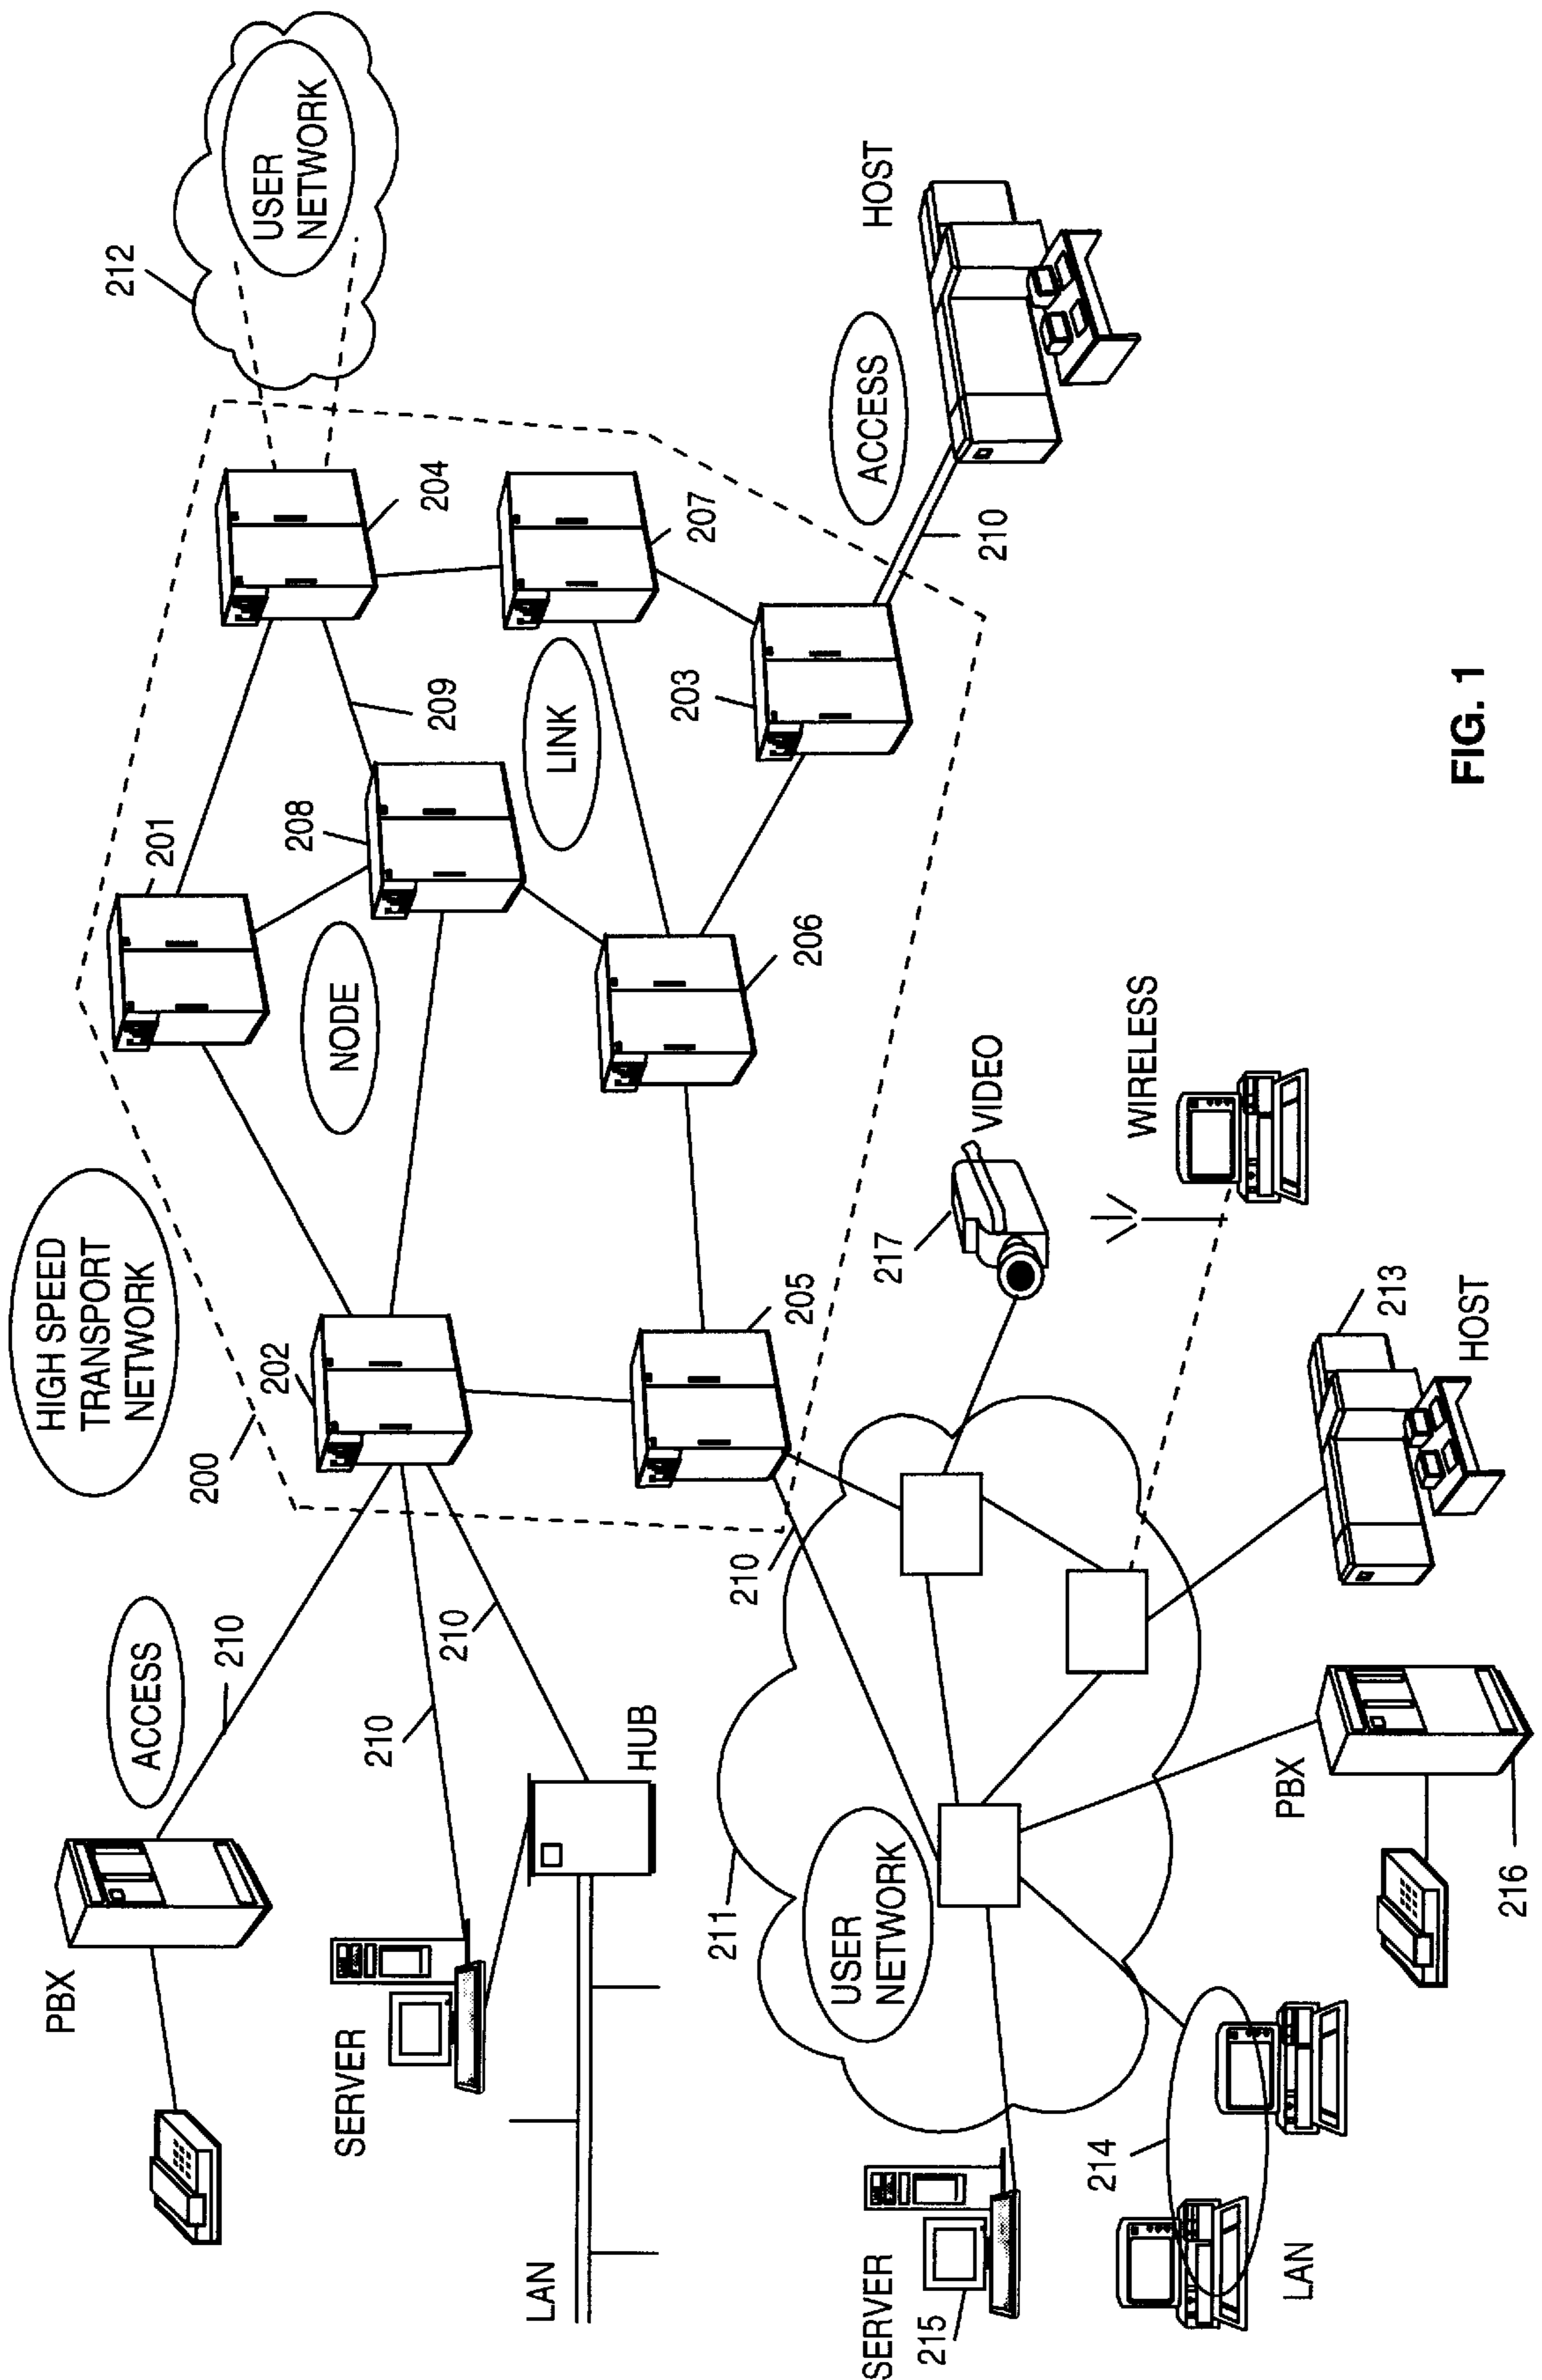 HIGH SPEED
TRANSPORT
NETWORK
200
ACCESS
210
PBX
202
NODE
201
208
209
204
212
USER
NETWORK
SERVER
210
210
HUB
LAN
205
206
LINK
207
203
ACCESS
210
HOST
210
211
USER
NETWORK
217
VIDEO
WIRELESS
SERVER
215
214
LAN
PBX
216
213
HOST
FIG. 1